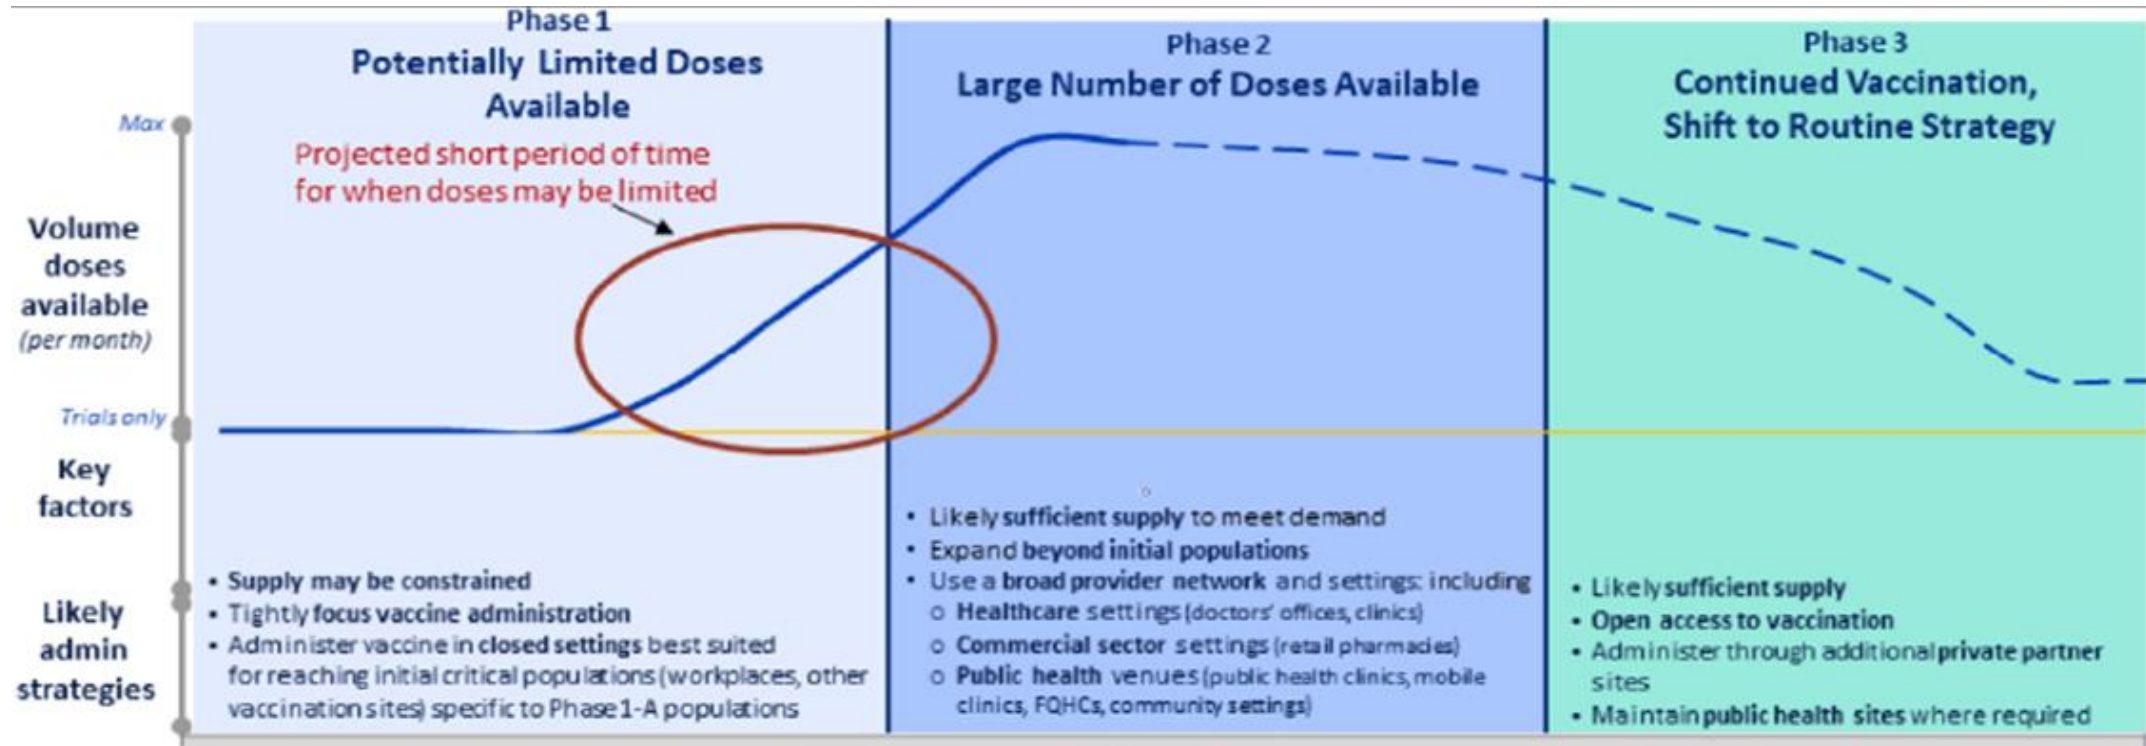 Phase 1
Potentially Limited Doses
Available
Projected short period of time
for when doses may be limited
Phase 2
Large Number of Doses Available
Phase 3
Continued Vaccination,
Shift to Routine Strategy
Max
Volume
doses
available
(per month)
Trials only
Key
factors
Likely
admin
strategies
• Supply may be constrained
• Tightly focus vaccine administration
• Administer vaccine in closed settings best suited
for reaching initial critical populations (workplaces, other
vaccination sites) specific to Phase 1-A populations
• Likely sufficient supply to meet demand
• Expand beyond initial populations
• Use a broad provider network and settings: including
o Healthcare settings (doctors' offices, clinics)
o Commercial sector settings (retail pharmacies)
o Public health venues (public health clinics, mobile
clinics, FQHCs, community settings)
• Likely sufficient supply
• Open access to vaccination
• Administer through additional private partner
sites
• Maintain public health sites where required